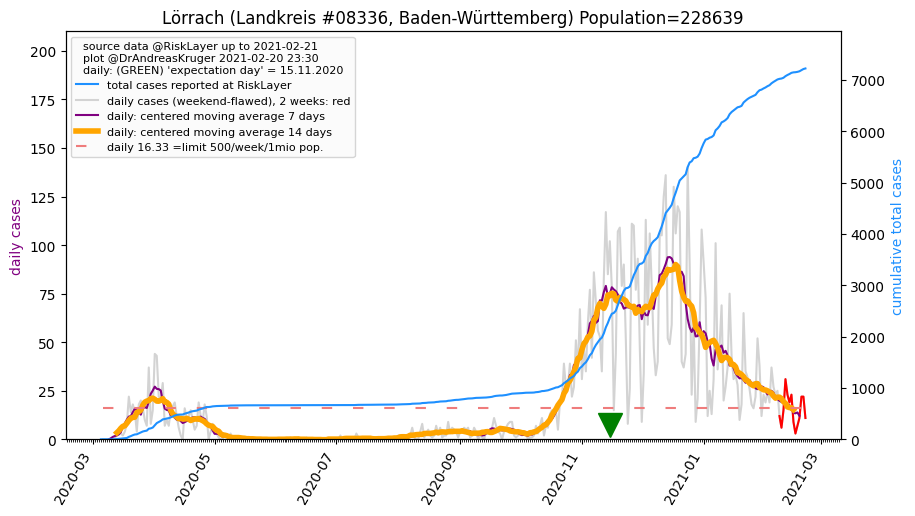 Lörrach (Landkreis #08336, Baden-Württemberg) Population=228639
source data @RiskLayer up to 2021-02-21
plot @DrAndreasKruger 2021-02-20 23:30
daily: (GREEN) 'expectation day' = 15.11.2020
total cases reported at RiskLayer
daily cases (weekend-flawed), 2 weeks: red
daily: centered moving average 7 days
daily: centered moving average 14 days
daily 16.33 =limit 500/week/1mio pop.
daily cases
200
175
150
125
100
75
50
25
0
7000
6000
5000
4000
3000
2000
1000
0
cumulative total cases
2020-03
2020-05
2020-07
2020-09
2020-11
2021-01
2021-03